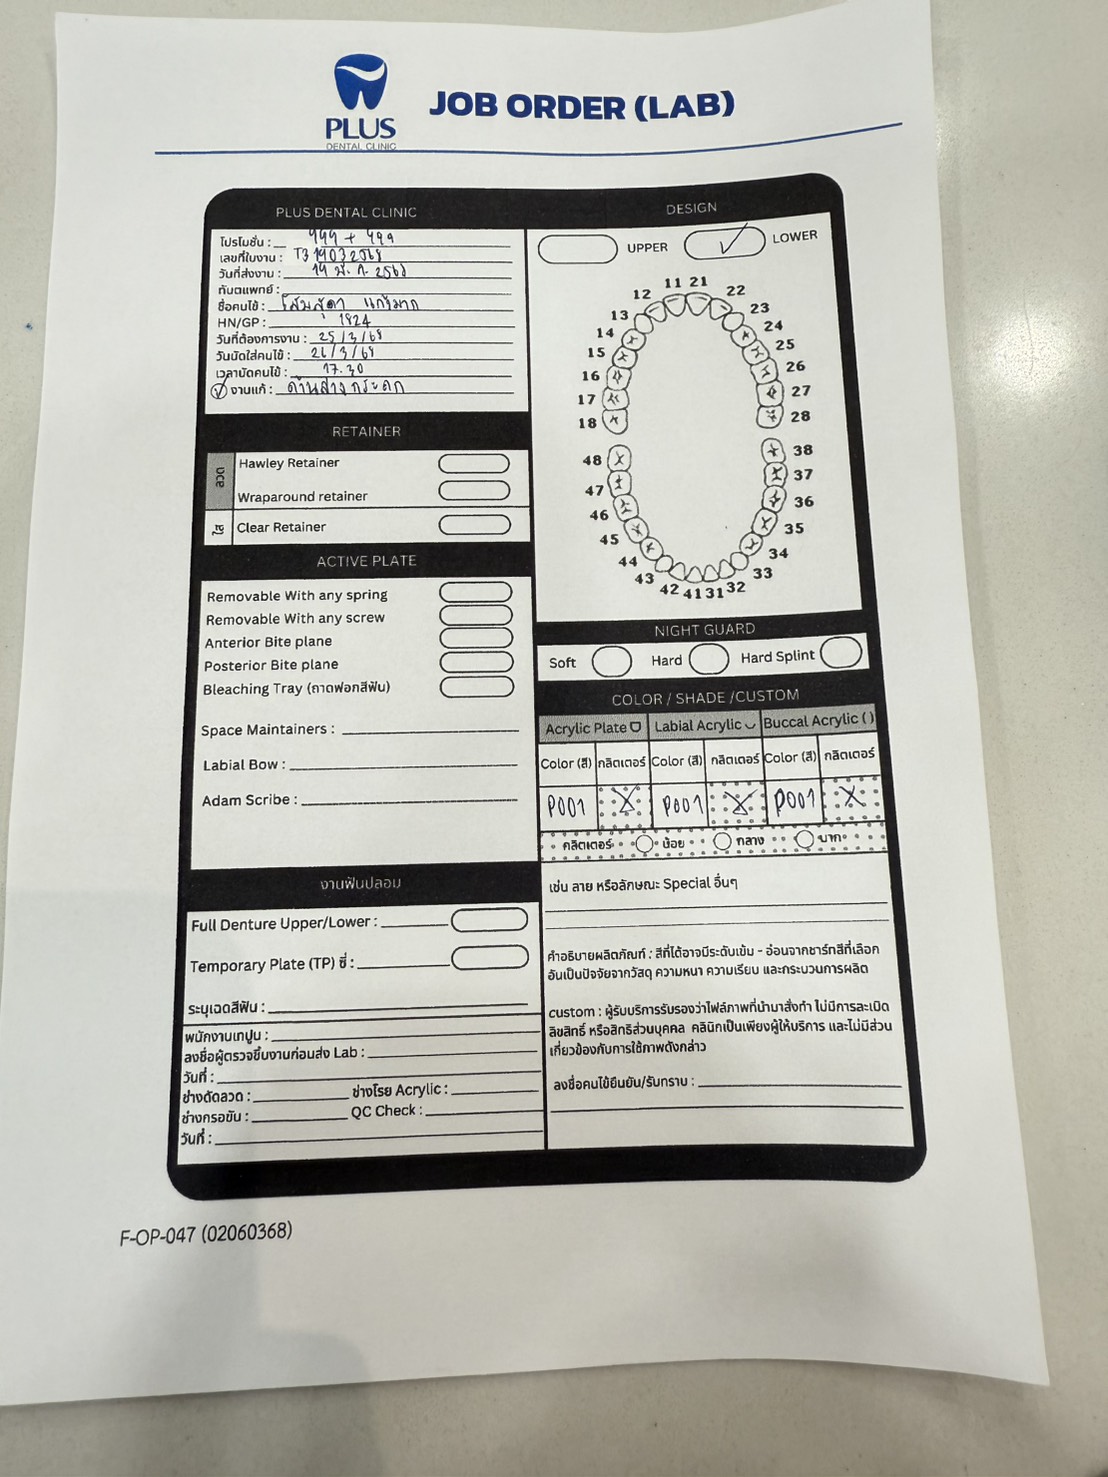 PLUS
DENTAL CLINIC
JOB ORDER (LAB)
PLUS DENTAL CLINIC
โปรโมชั่น : 999 + 499
เลขที่ใบงาน : T319032568
วันที่ส่งงาน : 19 มี.ค. 2568
ทันตแพทย์ :
ชื่อคนไข้ :
HN/GP : 1924
วันที่ต้องการงาน : 25/3/68
วันนัดใส่คนไข้ : 26/3/68
เวลานัดคนไข้ : 17.30
งานแก้ : ด้านล่างกระดก
RETAINER
ลวด
Hawley Retainer
Wraparound retainer
ใส
Clear Retainer
ACTIVE PLATE
Removable With any spring
Removable With any screw
Anterior Bite plane
Posterior Bite plane
Bleaching Tray (ถาดฟอกสีฟัน)
Space Maintainers :
Labial Bow :
Adam Scribe :
งานฟันปลอม
Full Denture Upper/Lower :
Temporary Plate (TP) ซี่ :
ระบุเฉดสีฟัน :
พนักงานเทปูน :
ลงชื่อผู้ตรวจชิ้นงานก่อนส่ง Lab :
วันที่ :
ช่างดัดลวด : ช่างโรย Acrylic :
ช่างกรอขัน : QC Check :
วันที่ :
DESIGN
UPPER LOWER
11 21
12 22
13 23
14 24
15 25
16 26
17 27
18 28
48 38
47 37
46 36
45 35
44 34
43 33
42 41 31 32
NIGHT GUARD
Soft Hard Hard Splint
COLOR / SHADE /CUSTOM
Acrylic Plate Labial Acrylic Buccal Acrylic ( )
Color (สี) กลิตเตอร์ Color (สี) กลิตเตอร์ Color (สี) กลิตเตอร์
P001 X P001 X P001 X
กลิตเตอร์ น้อย กลาง มาก
เช่น ลาย หรือลักษณะ Special อื่นๆ
คำอธิบายผลิตภัณฑ์ : สีที่ได้อาจมีระดับเข้ม - อ่อนจากชาร์ทสีที่เลือก
อันเป็นปัจจัยจากวัสดุ ความหนา ความเรียบ และกระบวนการผลิต
custom : ผู้รับบริการรับรองว่าไฟล์ภาพที่นำมาสั่งทำ ไม่มีการละเมิด
ลิขสิทธิ์ หรือสิทธิส่วนบุคคล คลินิกเป็นเพียงผู้ให้บริการ และไม่มีส่วน
เกี่ยวข้องกับการใช้ภาพดังกล่าว
ลงชื่อคนไข้ยืนยัน/รับทราบ :
F-OP-047 (02060368)